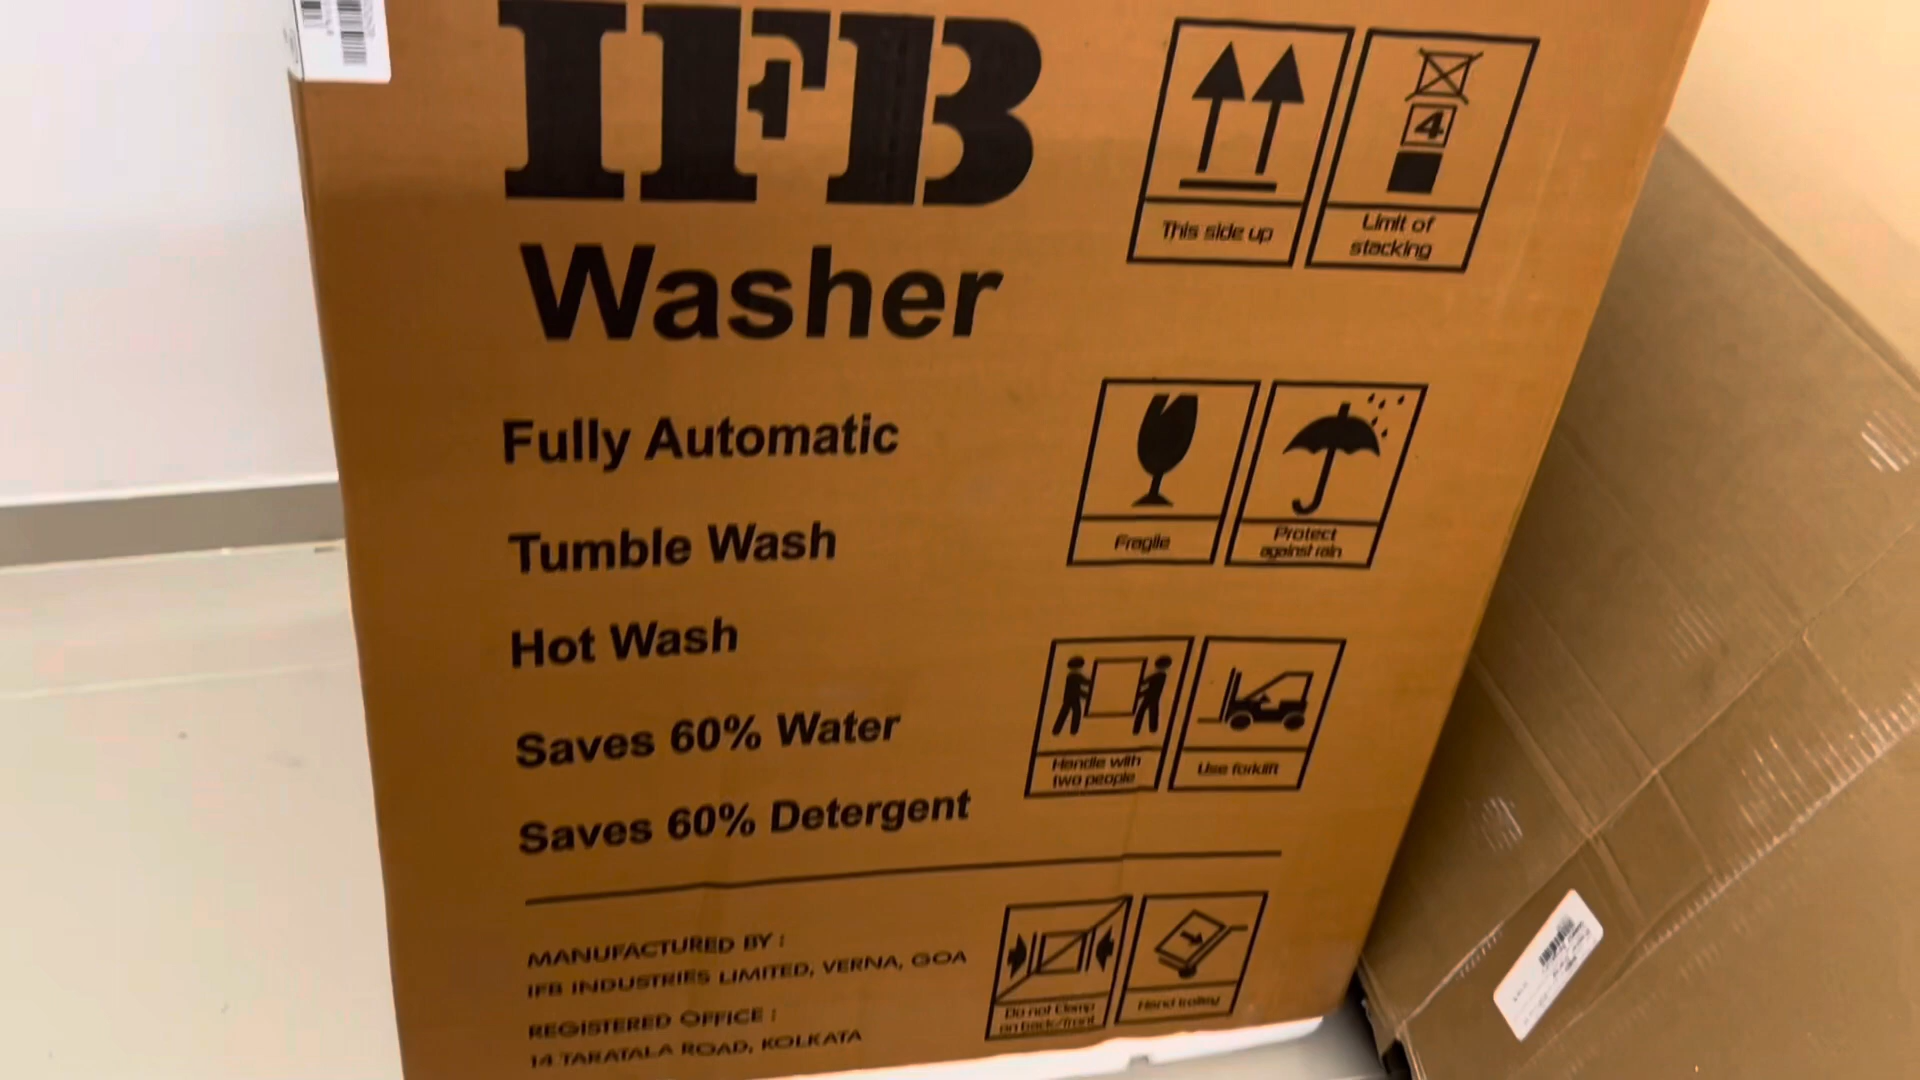 IFB
Washer
Fully Automatic
Tumble Wash
Hot Wash
Saves 60% Water
Saves 60% Detergent
MANUFACTURED BY :
IFB INDUSTRIES LIMITED, VERNA, GOA
REGISTERED OFFICE :
14 TARATALA ROAD, KOLKATA
This side up
4
Limit of
stacking
Fragile
Protect
against rain
Handle with
two people
Use forklift
Do not Clamp
on back/front
Hand trolley